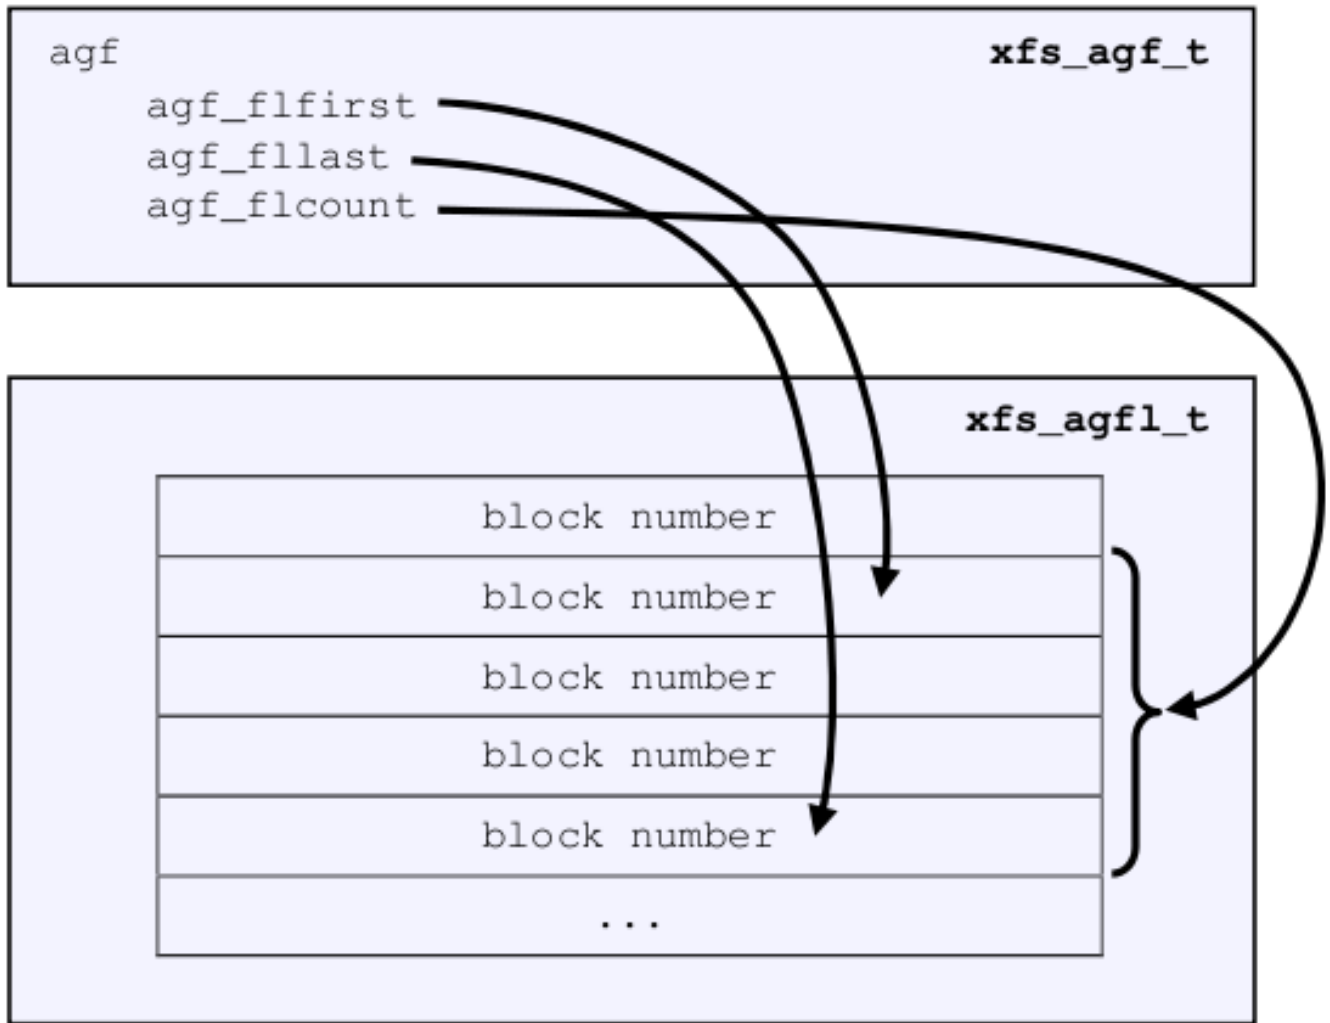 agf
xfs_agf_t
agf_flfirst
agf_fllast
agf_flcount
xfs_agfl_t
block number
block number
block number
block number
block number
...